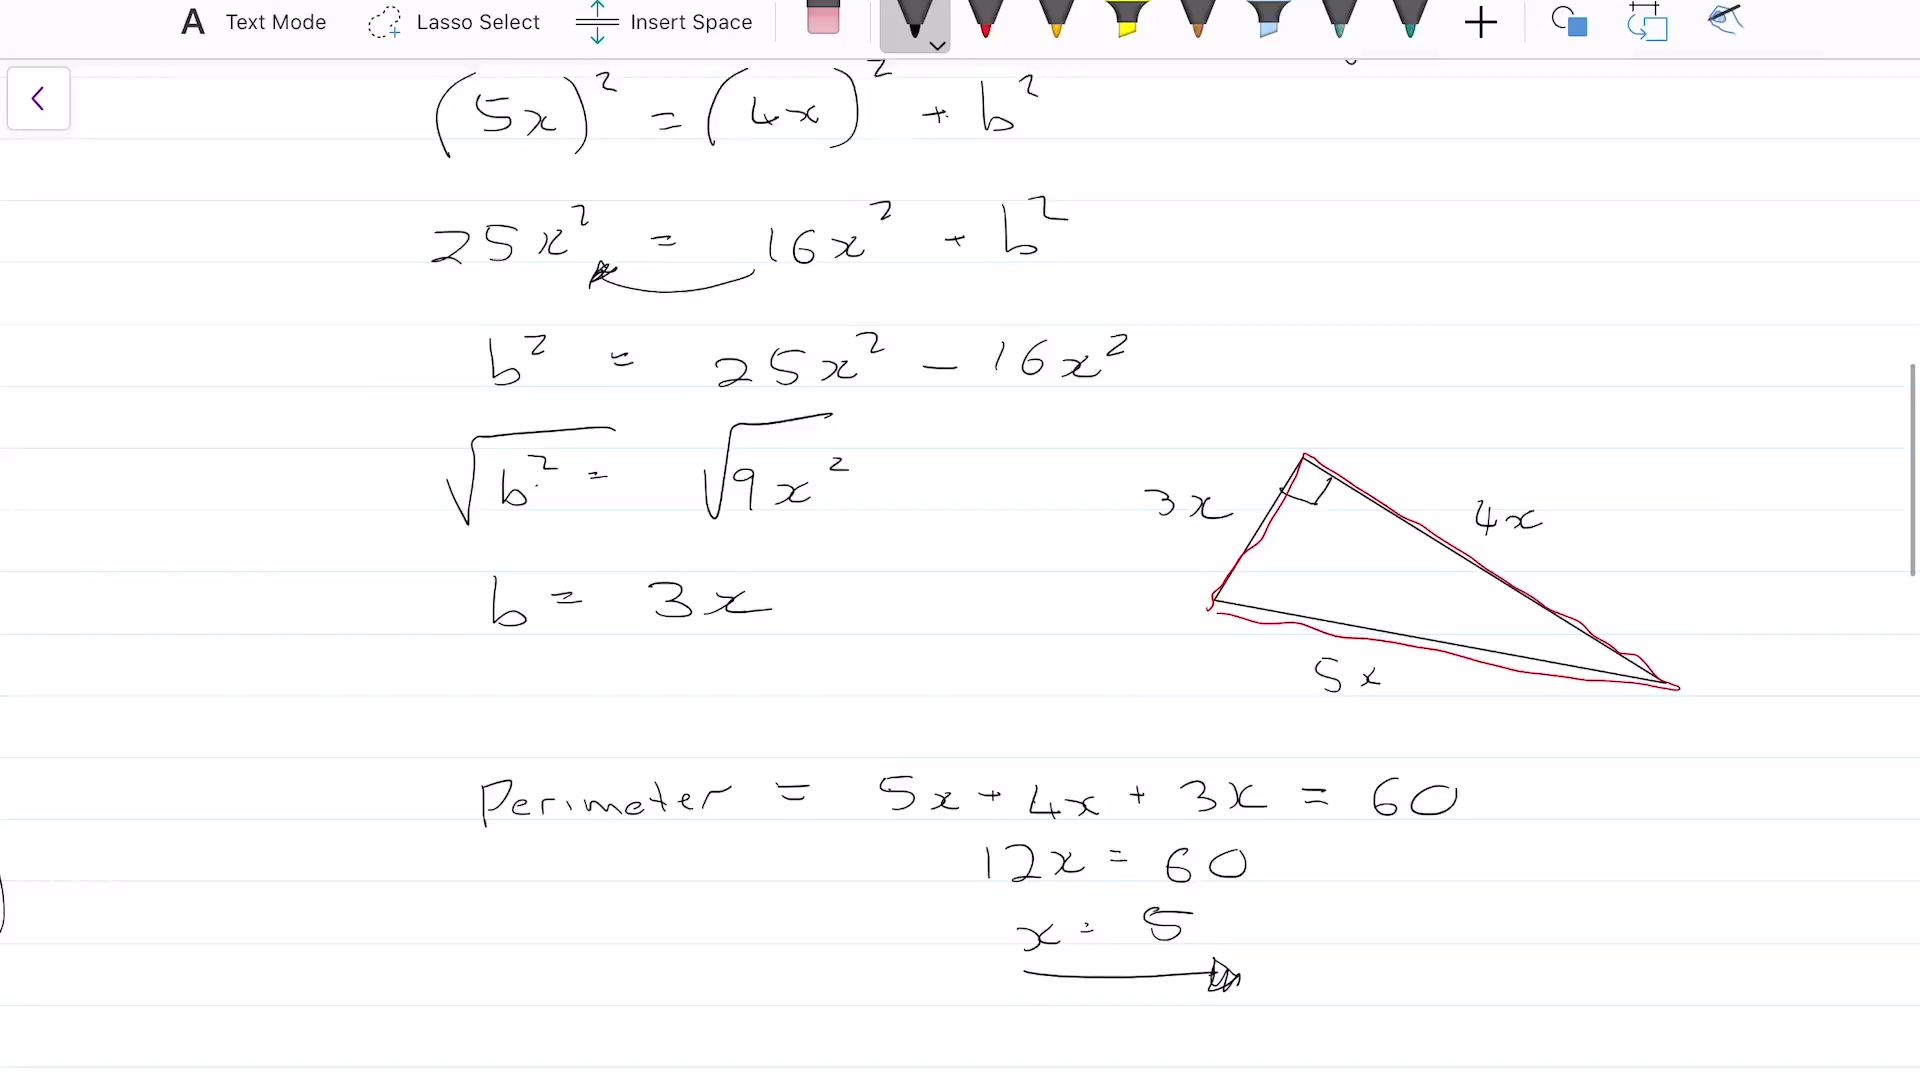 A Text Mode Lasso Select Insert Space
(5x)² = (4x)² + b²
25x² = 16x² + b²
b² = 25x² - 16x²
√b² = √9x²
b = 3x
3x
4x
5x
Perimeter = 5x + 4x + 3x = 60
12x = 60
x = 5